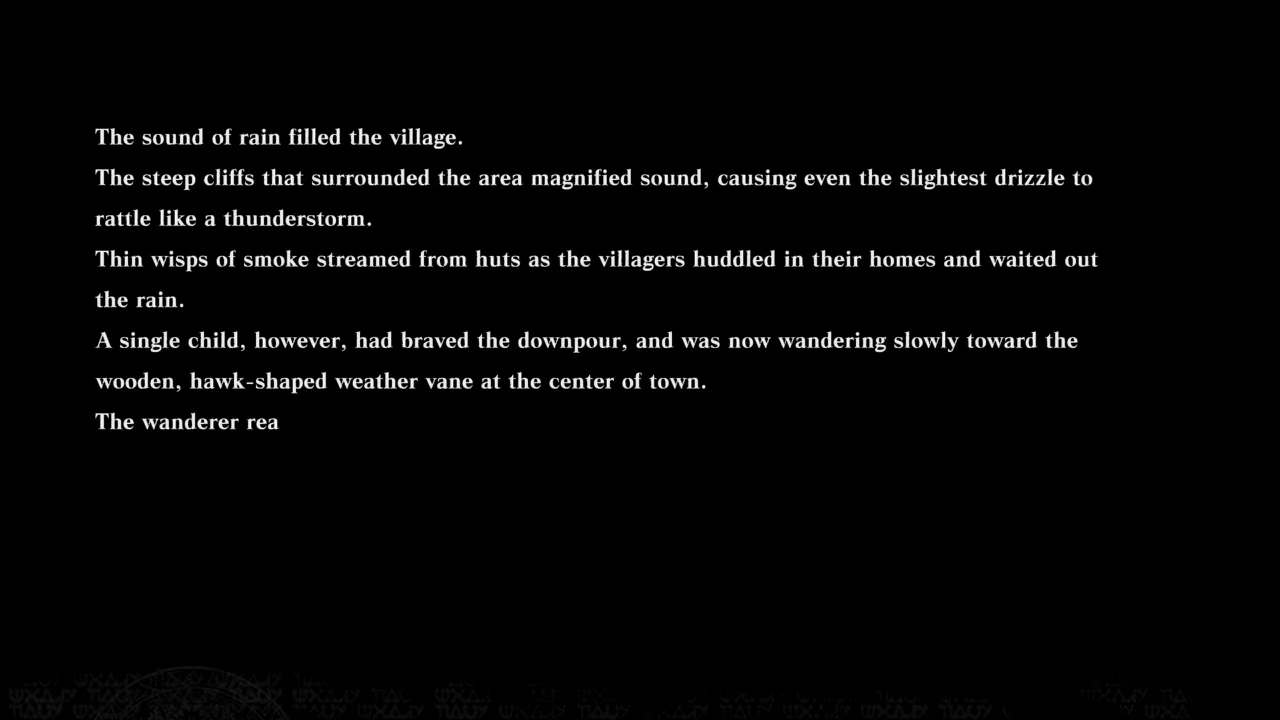 The sound of rain filled the village.
The steep cliffs that surrounded the area magnified sound, causing even the slightest drizzle to
rattle like a thunderstorm.
Thin wisps of smoke streamed from huts as the villagers huddled in their homes and waited out
the rain.
A single child, however, had braved the downpour, and was now wandering slowly toward the
wooden, hawk-shaped weather vane at the center of town.
The wanderer rea